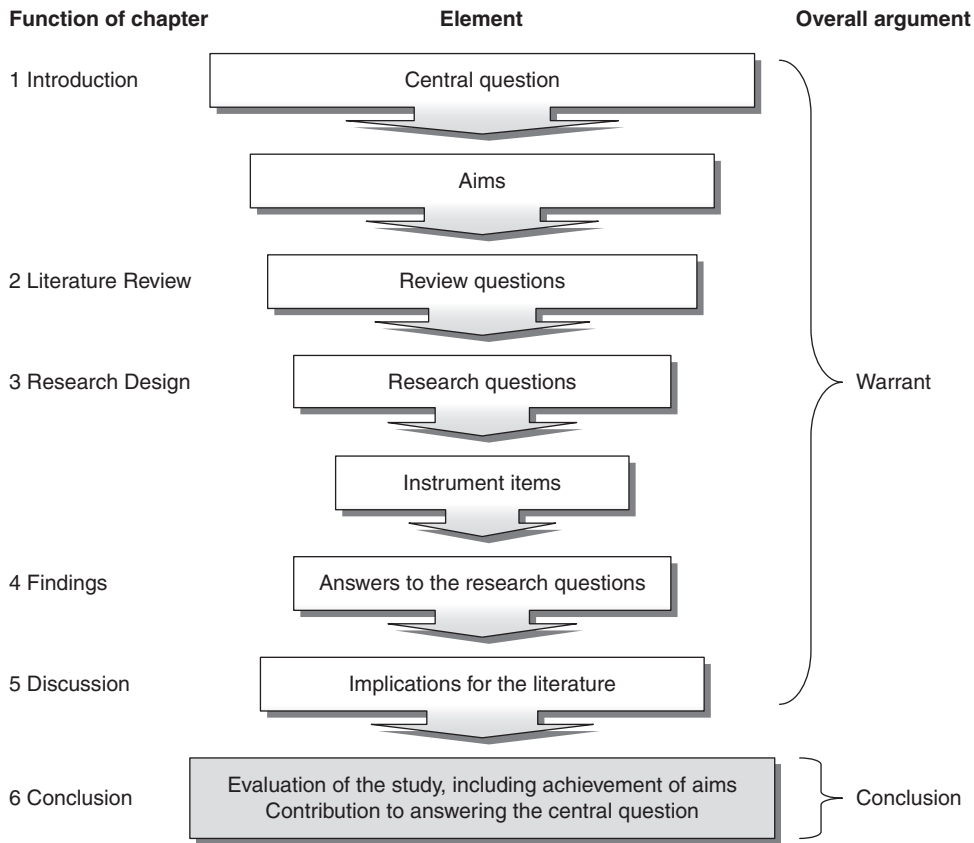 Function of chapter Element Overall argument
1 Introduction Central question
Aims
2 Literature Review Review questions
3 Research Design Research questions Warrant
Instrument items
4 Findings Answers to the research questions
5 Discussion Implications for the literature
Evaluation of the study, including achievement of aims
6 Conclusion Contribution to answering the central question Conclusion